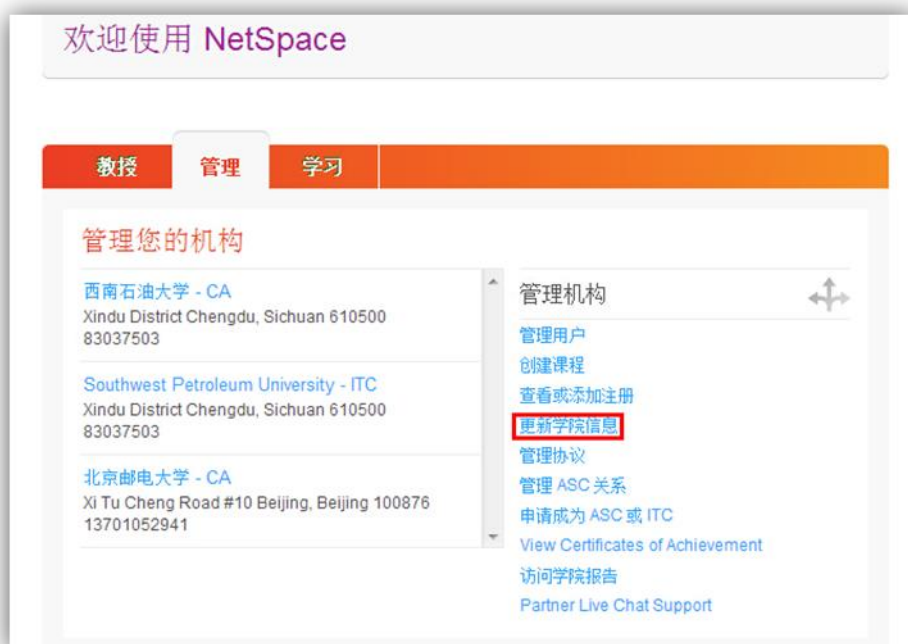 欢迎使用 NetSpace
教授
管理
学习
管理您的机构
西南石油大学 - CA
Xindu District Chengdu, Sichuan 610500
83037503
Southwest Petroleum University - ITC
Xindu District Chengdu, Sichuan 610500
83037503
北京邮电大学 - CA
Xi Tu Cheng Road #10 Beijing, Beijing 100876
13701052941
管理机构
管理用户
创建课程
查看或添加注册
更新学院信息
管理协议
管理 ASC 关系
申请成为 ASC 或 ITC
View Certificates of Achievement
访问学院报告
Partner Live Chat Support